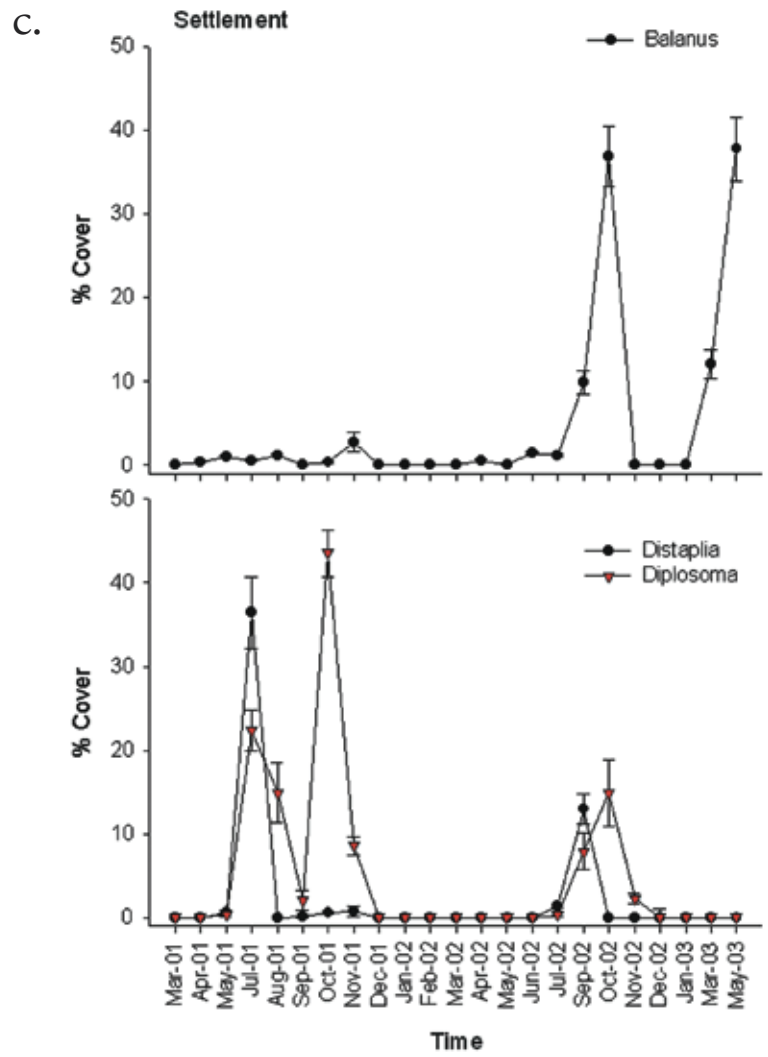 c.
Settlement
Balanus
50
40
30
20
10
0
% Cover
50
40
30
20
10
0
% Cover
Distaplia
Diplosoma
Mar-01
Apr-01
May-01
Jul-01
Aug-01
Sep-01
Oct-01
Nov-01
Dec-01
Jan-02
Feb-02
Mar-02
Apr-02
May-02
Jun-02
Jul-02
Sep-02
Oct-02
Nov-02
Dec-02
Jan-03
Mar-03
May-03
Time